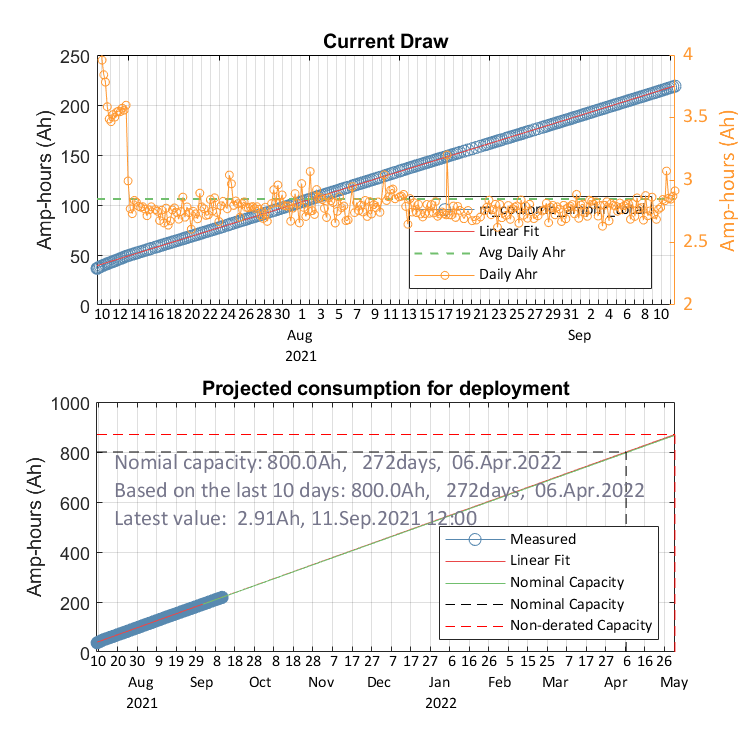 Current Draw
250
200
150
100
50
0
Amp-hours (Ah)
4
3.5
3
2.5
2
Amp-hours (Ah)
m_coulomb_amphr_total
Linear Fit
Avg Daily Ahr
Daily Ahr
10 12 14 16 18 20 22 24 26 28 30 1 3 5 7 9 11 13 15 17 19 21 23 25 27 29 31 2 4 6 8 10
Aug Sep
2021
Projected consumption for deployment
1000
800
600
400
200
0
Amp-hours (Ah)
Nomial capacity: 800.0Ah, 272days, 06.Apr.2022
Based on the last 10 days: 800.0Ah, 272days, 06.Apr.2022
Latest value: 2.91Ah, 11.Sep.2021 12:00
Measured
Linear Fit
Nominal Capacity
Nominal Capacity
Non-derated Capacity
10 20 30 9 19 29 8 18 28 8 18 28 7 17 27 7 17 27 6 16 26 5 15 25 7 17 27 6 16 26
Aug Sep Oct Nov Dec Jan Feb Mar Apr May
2021 2022